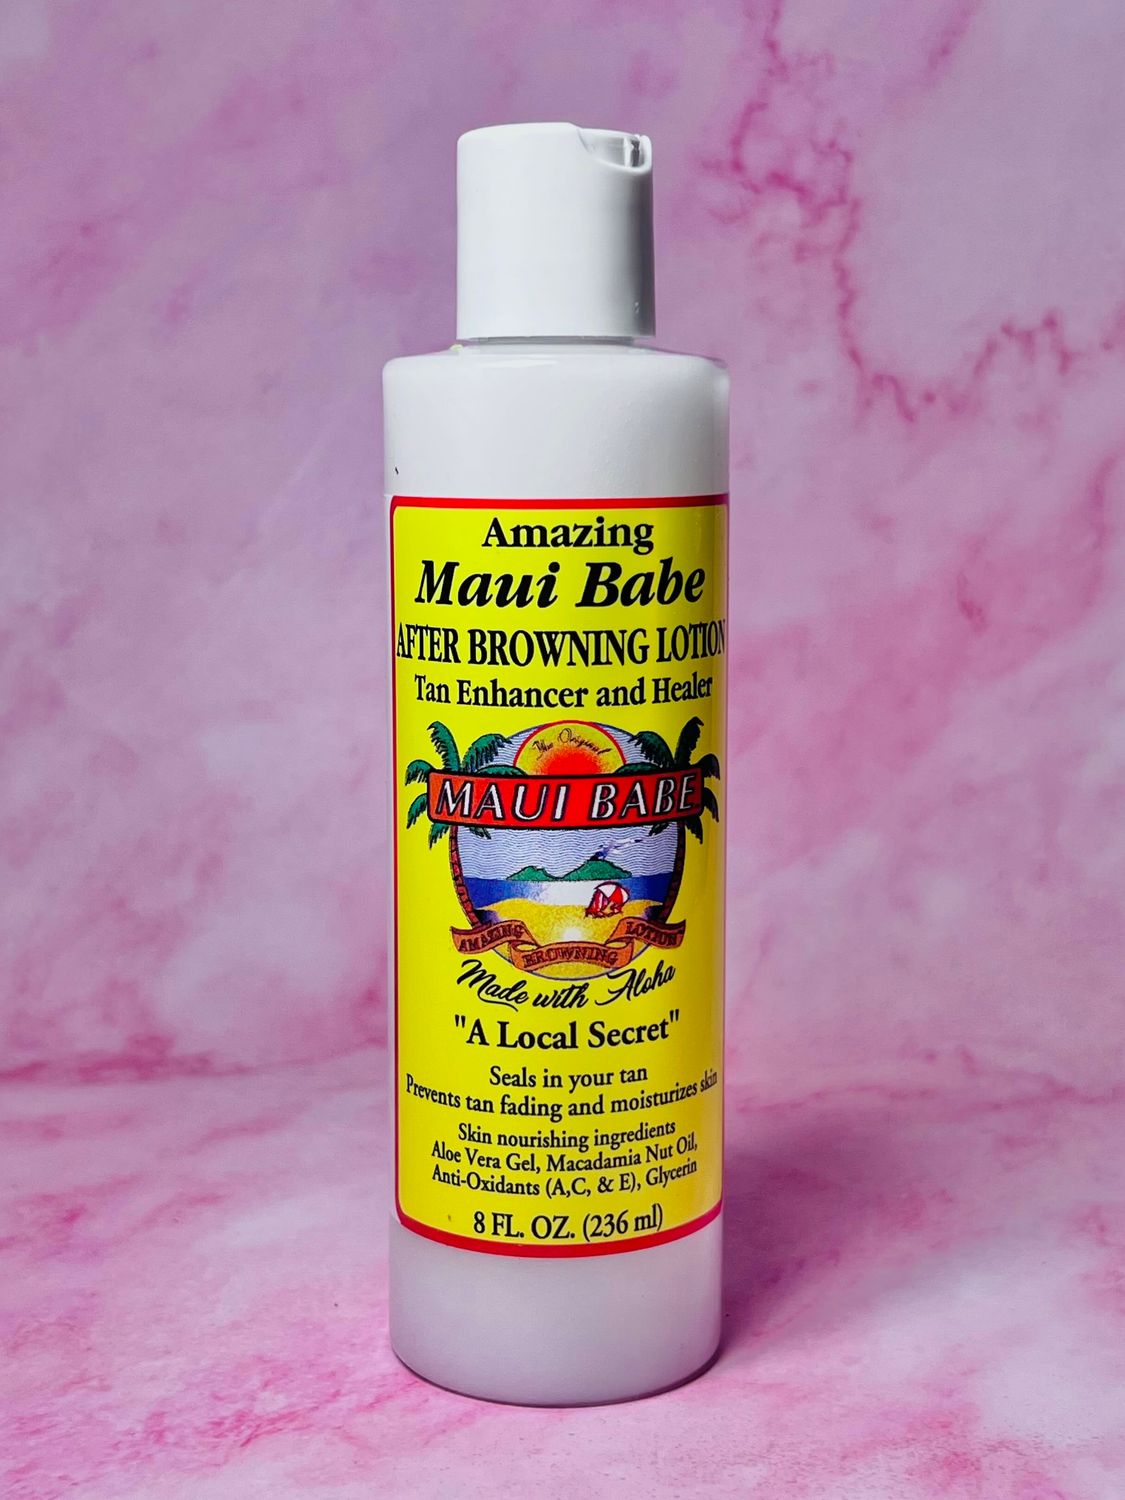 Amazing
Maui Babe
AFTER BROWNING LOTION
Tan Enhancer and Healer
The Original
MAUI BABE
AMAZING
BROWNING
LOTION
Made with Aloha
"A Local Secret"
Seals in your tan
Prevents tan fading and moisturizes skin
Skin nourishing ingredients
Aloe Vera Gel, Macadamia Nut Oil,
Anti-Oxidants (A,C, & E), Glycerin
8 FL. OZ. (236 ml)